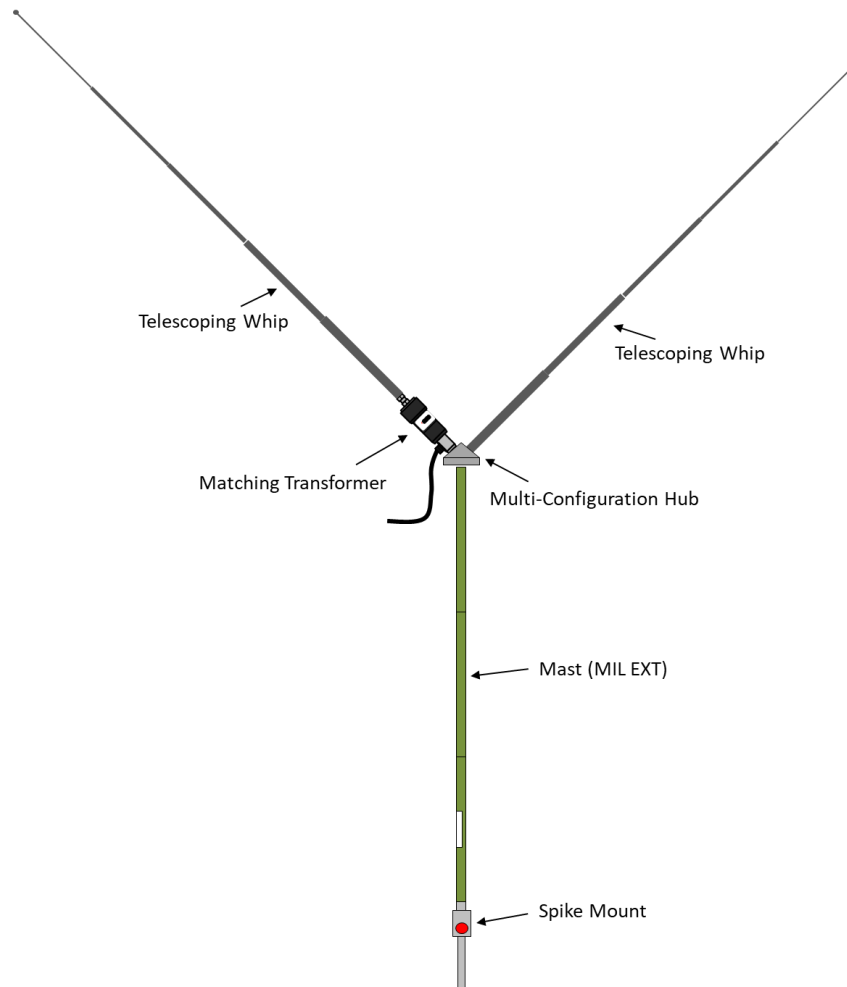 Telescoping Whip
Telescoping Whip
Matching Transformer
Multi-Configuration Hub
Mast (MIL EXT)
Spike Mount